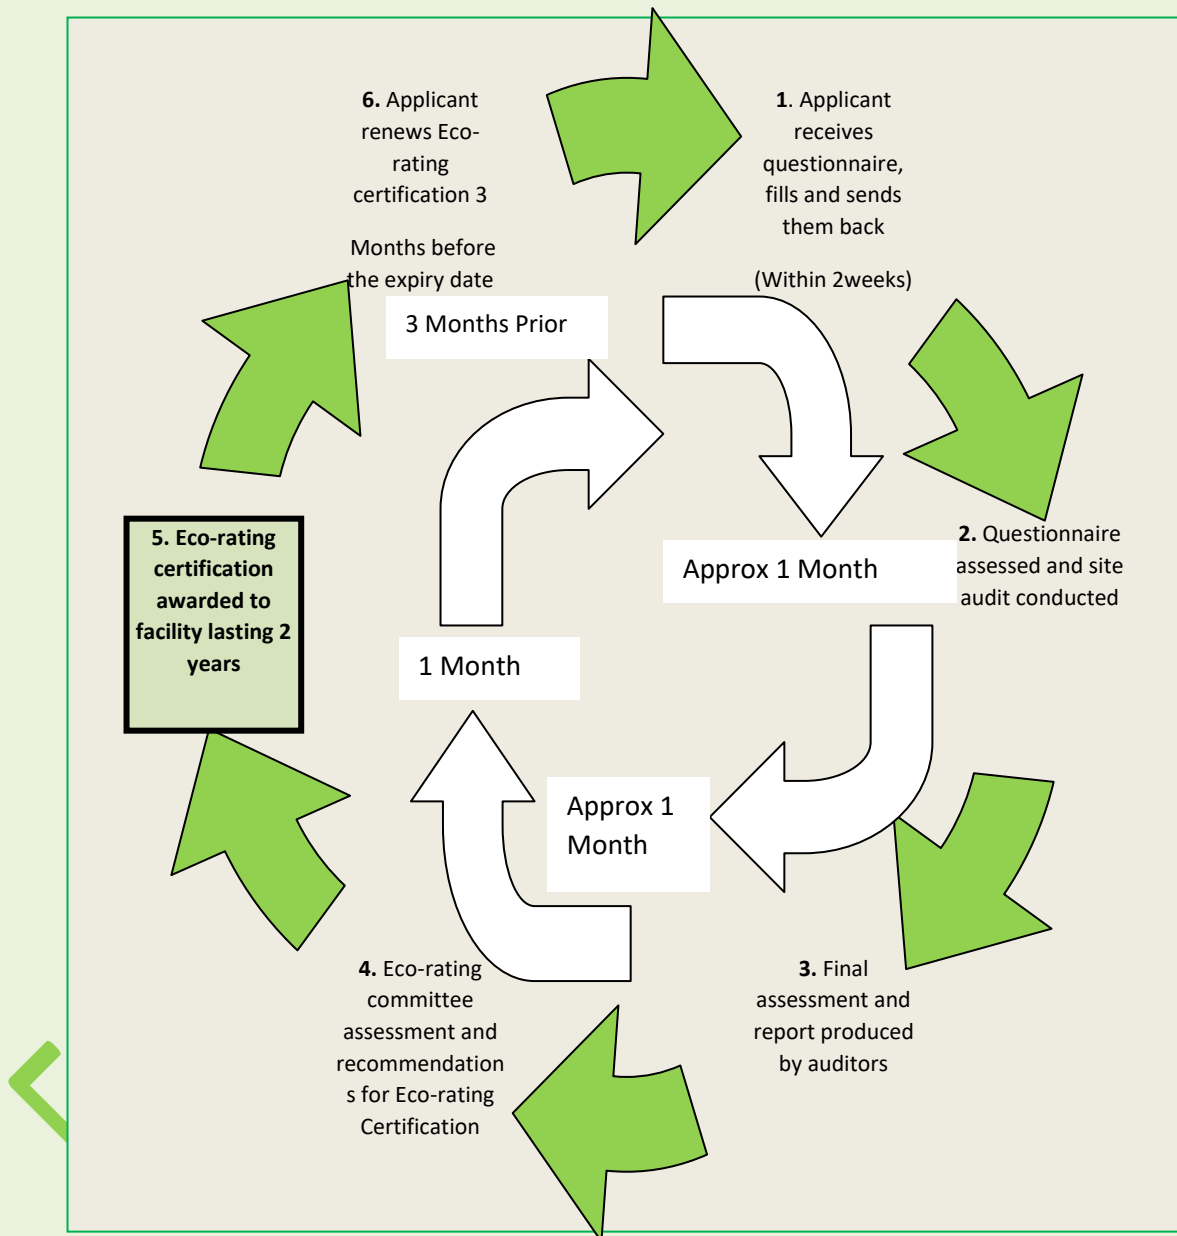 1. Applicant
receives
questionnaire,
fills and sends
them back
(Within 2weeks)
2. Questionnaire
assessed and site
audit conducted
3. Final
assessment and
report produced
by auditors
4. Eco-rating
committee
assessment and
recommendation
s for Eco-rating
Certification
5. Eco-rating
certification
awarded to
facility lasting 2
years
6. Applicant
renews Eco-
rating
certification 3
Months before
the expiry date
3 Months Prior
Approx 1 Month
Approx 1
Month
1 Month